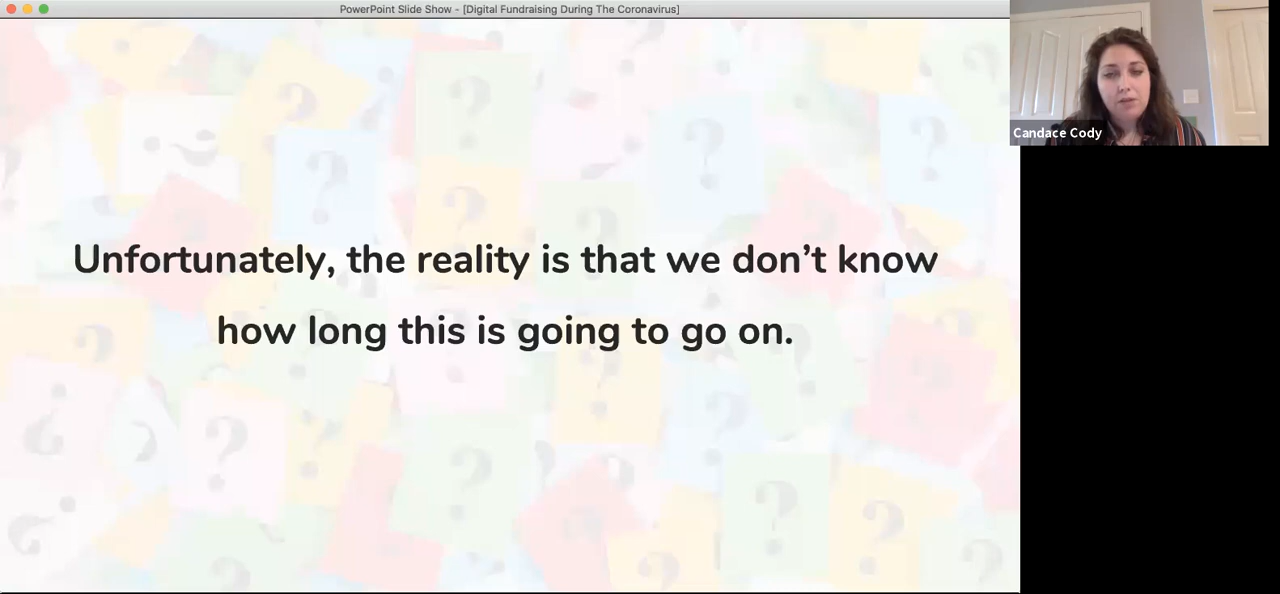 PowerPoint Slide Show - [Digital Fundraising During The Coronavirus]
Candace Cody
Unfortunately, the reality is that we don’t know
how long this is going to go on.